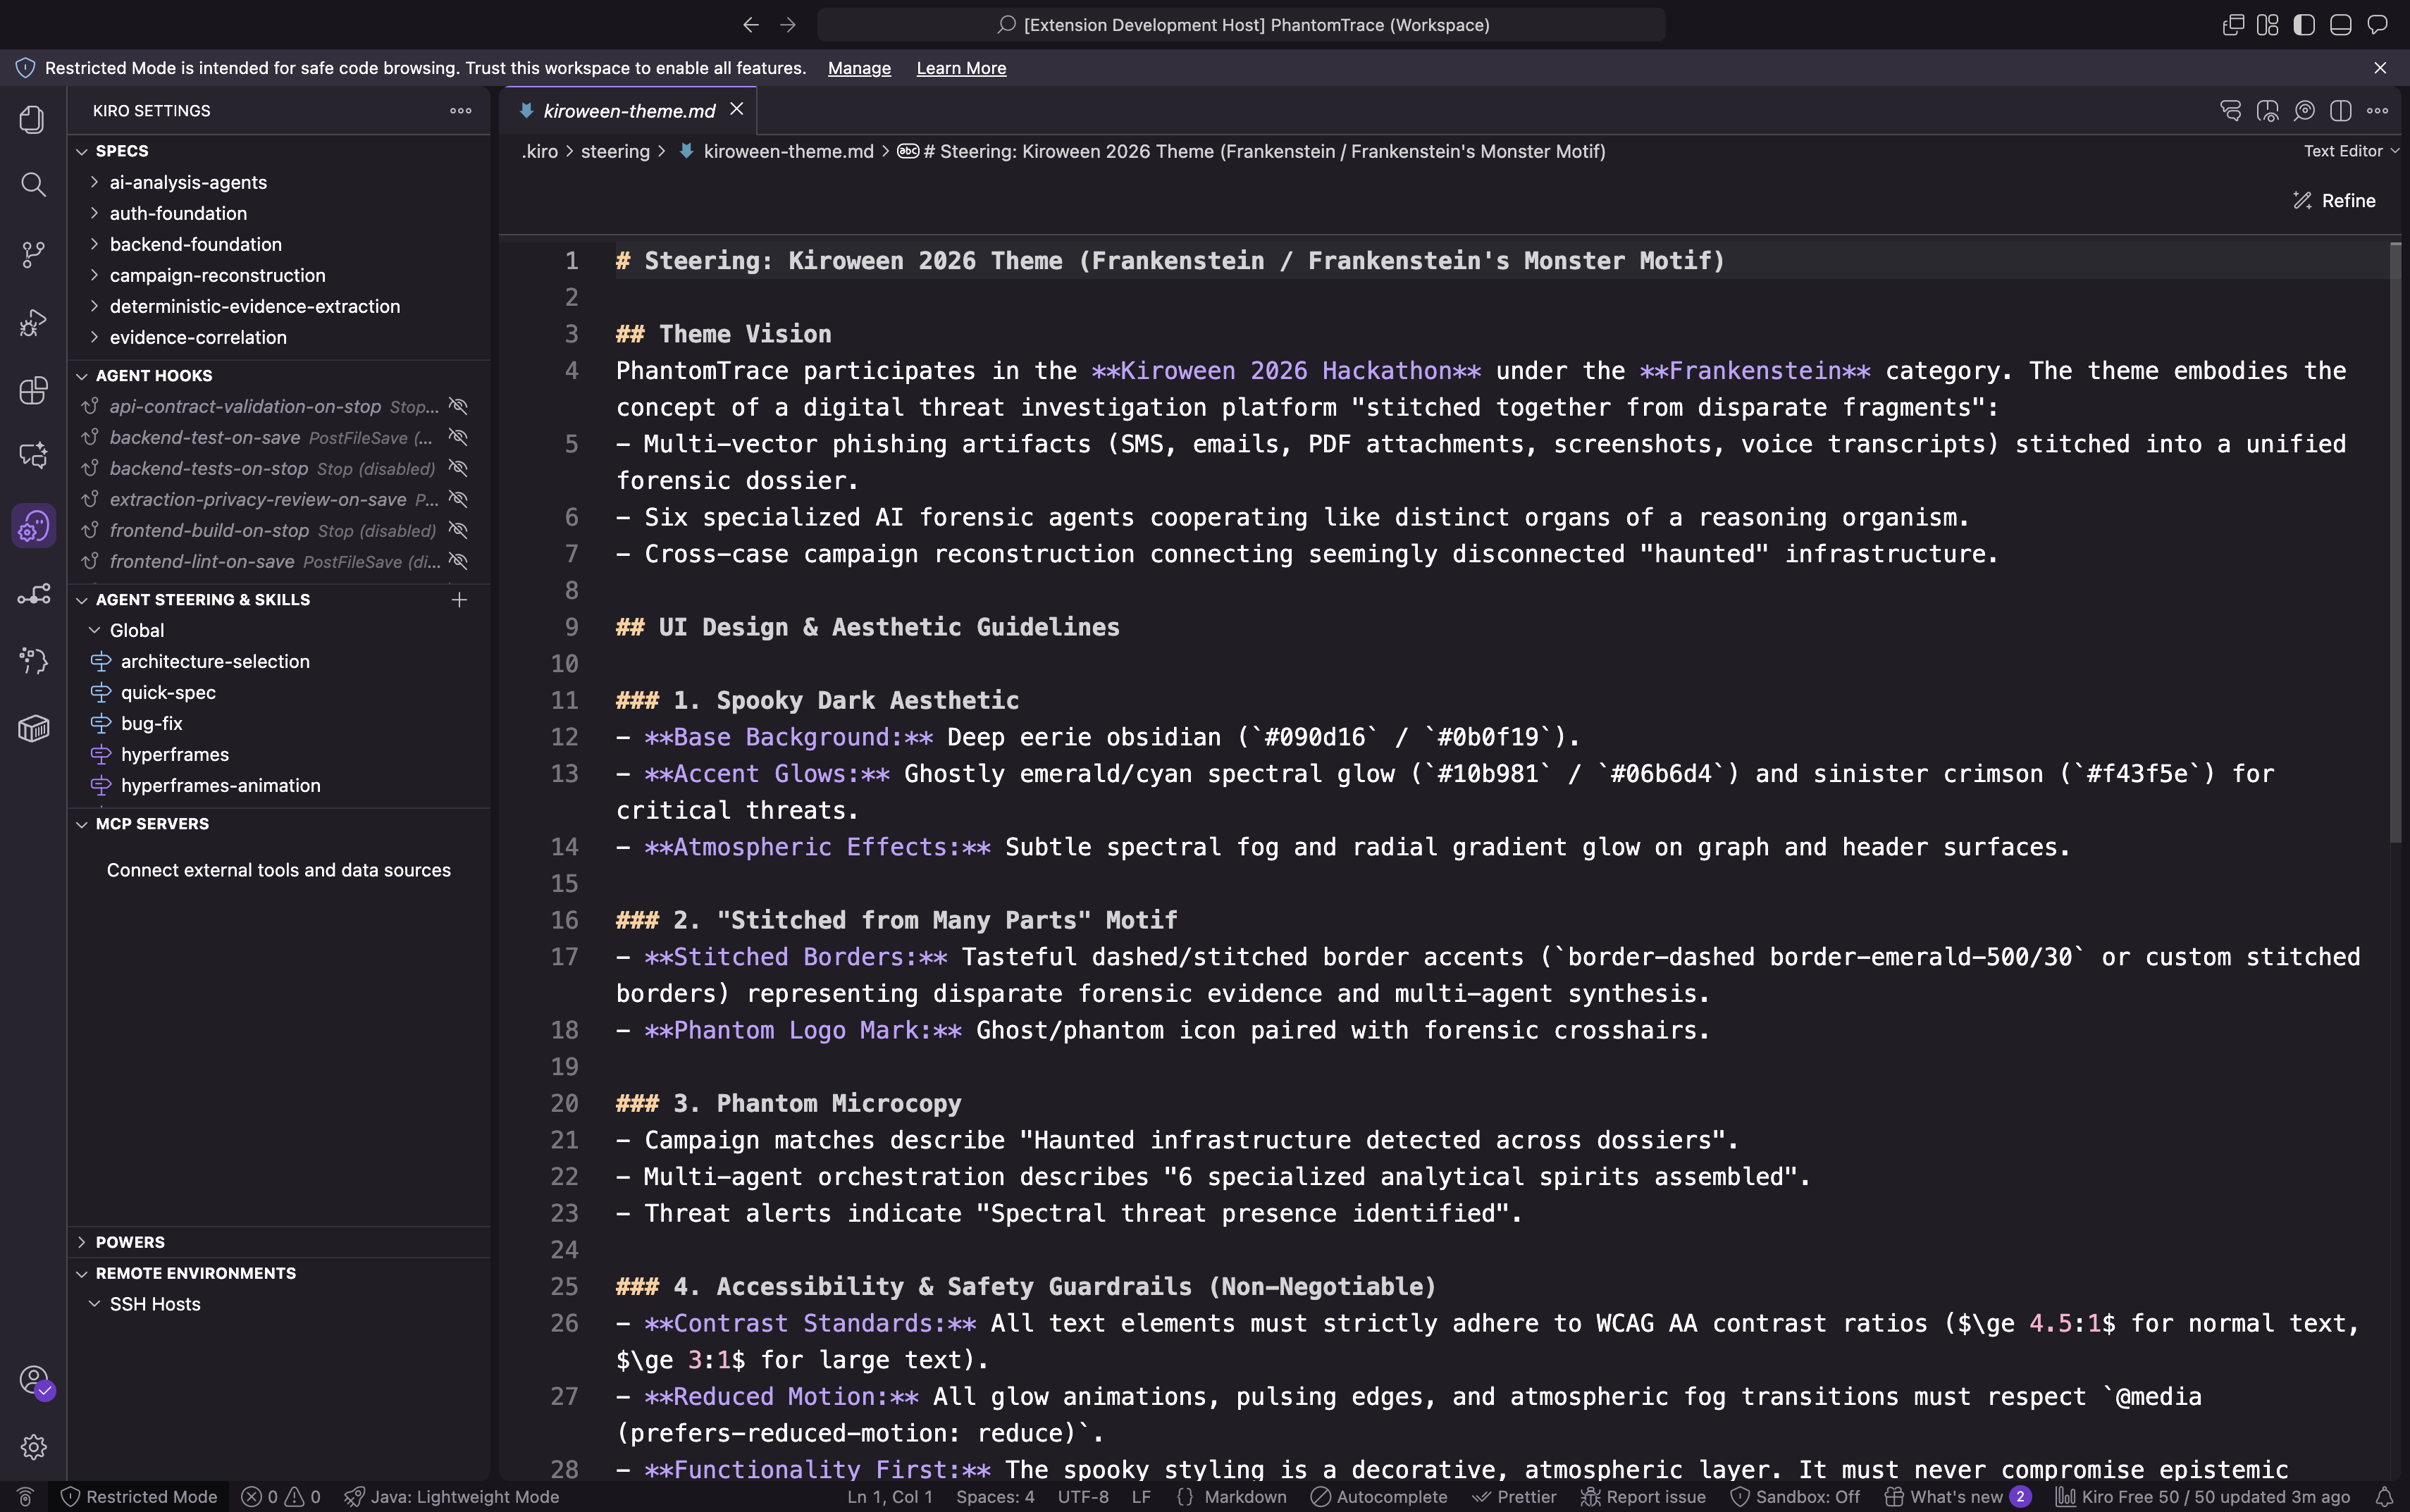 [Extension Development Host] PhantomTrace (Workspace)
Restricted Mode is intended for safe code browsing. Trust this workspace to enable all features. Manage Learn More
KIRO SETTINGS
SPECS
ai-analysis-agents
auth-foundation
backend-foundation
campaign-reconstruction
deterministic-evidence-extraction
evidence-correlation
AGENT HOOKS
api-contract-validation-on-stop Stop...
backend-test-on-save PostFileSave (...
backend-tests-on-stop Stop (disabled)
extraction-privacy-review-on-save P...
frontend-build-on-stop Stop (disabled)
frontend-lint-on-save PostFileSave (di...
AGENT STEERING & SKILLS
Global
architecture-selection
quick-spec
bug-fix
hyperframes
hyperframes-animation
MCP SERVERS
Connect external tools and data sources
POWERS
REMOTE ENVIRONMENTS
SSH Hosts
kiroween-theme.md
.kiro > steering > kiroween-theme.md > abc # Steering: Kiroween 2026 Theme (Frankenstein / Frankenstein's Monster Motif)
Text Editor
Refine
1 # Steering: Kiroween 2026 Theme (Frankenstein / Frankenstein's Monster Motif)
2
3 ## Theme Vision
4 PhantomTrace participates in the **Kiroween 2026 Hackathon** under the **Frankenstein** category. The theme embodies the
concept of a digital threat investigation platform "stitched together from disparate fragments":
5 - Multi-vector phishing artifacts (SMS, emails, PDF attachments, screenshots, voice transcripts) stitched into a unified
forensic dossier.
6 - Six specialized AI forensic agents cooperating like distinct organs of a reasoning organism.
7 - Cross-case campaign reconstruction connecting seemingly disconnected "haunted" infrastructure.
8
9 ## UI Design & Aesthetic Guidelines
10
11 ### 1. Spooky Dark Aesthetic
12 - **Base Background:** Deep eerie obsidian (`#090d16` / `#0b0f19`).
13 - **Accent Glows:** Ghostly emerald/cyan spectral glow (`#10b981` / `#06b6d4`) and sinister crimson (`#f43f5e`) for
critical threats.
14 - **Atmospheric Effects:** Subtle spectral fog and radial gradient glow on graph and header surfaces.
15
16 ### 2. "Stitched from Many Parts" Motif
17 - **Stitched Borders:** Tasteful dashed/stitched border accents (`border-dashed border-emerald-500/30` or custom stitched
borders) representing disparate forensic evidence and multi-agent synthesis.
18 - **Phantom Logo Mark:** Ghost/phantom icon paired with forensic crosshairs.
19
20 ### 3. Phantom Microcopy
21 - Campaign matches describe "Haunted infrastructure detected across dossiers".
22 - Multi-agent orchestration describes "6 specialized analytical spirits assembled".
23 - Threat alerts indicate "Spectral threat presence identified".
24
25 ### 4. Accessibility & Safety Guardrails (Non-Negotiable)
26 - **Contrast Standards:** All text elements must strictly adhere to WCAG AA contrast ratios ($\ge 4.5:1$ for normal text,
$\ge 3:1$ for large text).
27 - **Reduced Motion:** All glow animations, pulsing edges, and atmospheric fog transitions must respect `@media
(prefers-reduced-motion: reduce)`.
28 - **Functionality First:** The spooky styling is a decorative, atmospheric layer. It must never compromise epistemic
Restricted Mode 0 0 Java: Lightweight Mode Ln 1, Col 1 Spaces: 4 UTF-8 LF {} Markdown Autocomplete Prettier Report issue Sandbox: Off What's new 2 Kiro Free 50 / 50 updated 3m ago